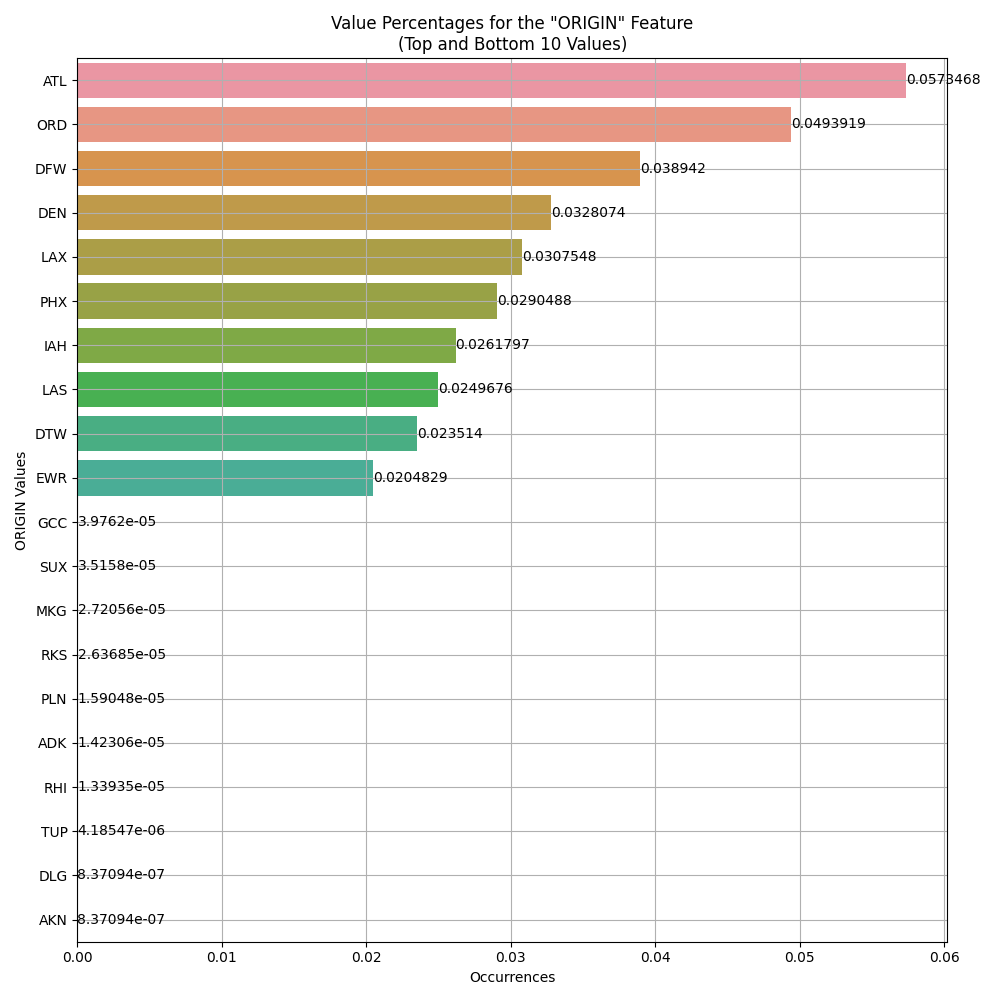 Value Percentages for the "ORIGIN" Feature
(Top and Bottom 10 Values)
ORIGIN Values
ATL 0.0573468
ORD 0.0493919
DFW 0.038942
DEN 0.0328074
LAX 0.0307548
PHX 0.0290488
IAH 0.0261797
LAS 0.0249676
DTW 0.023514
EWR 0.0204829
GCC 3.9762e-05
SUX 3.5158e-05
MKG 2.72056e-05
RKS 2.63685e-05
PLN 1.59048e-05
ADK 1.42306e-05
RHI 1.33935e-05
TUP 4.18547e-06
DLG 8.37094e-07
AKN 8.37094e-07
0.00 0.01 0.02 0.03 0.04 0.05 0.06
Occurrences